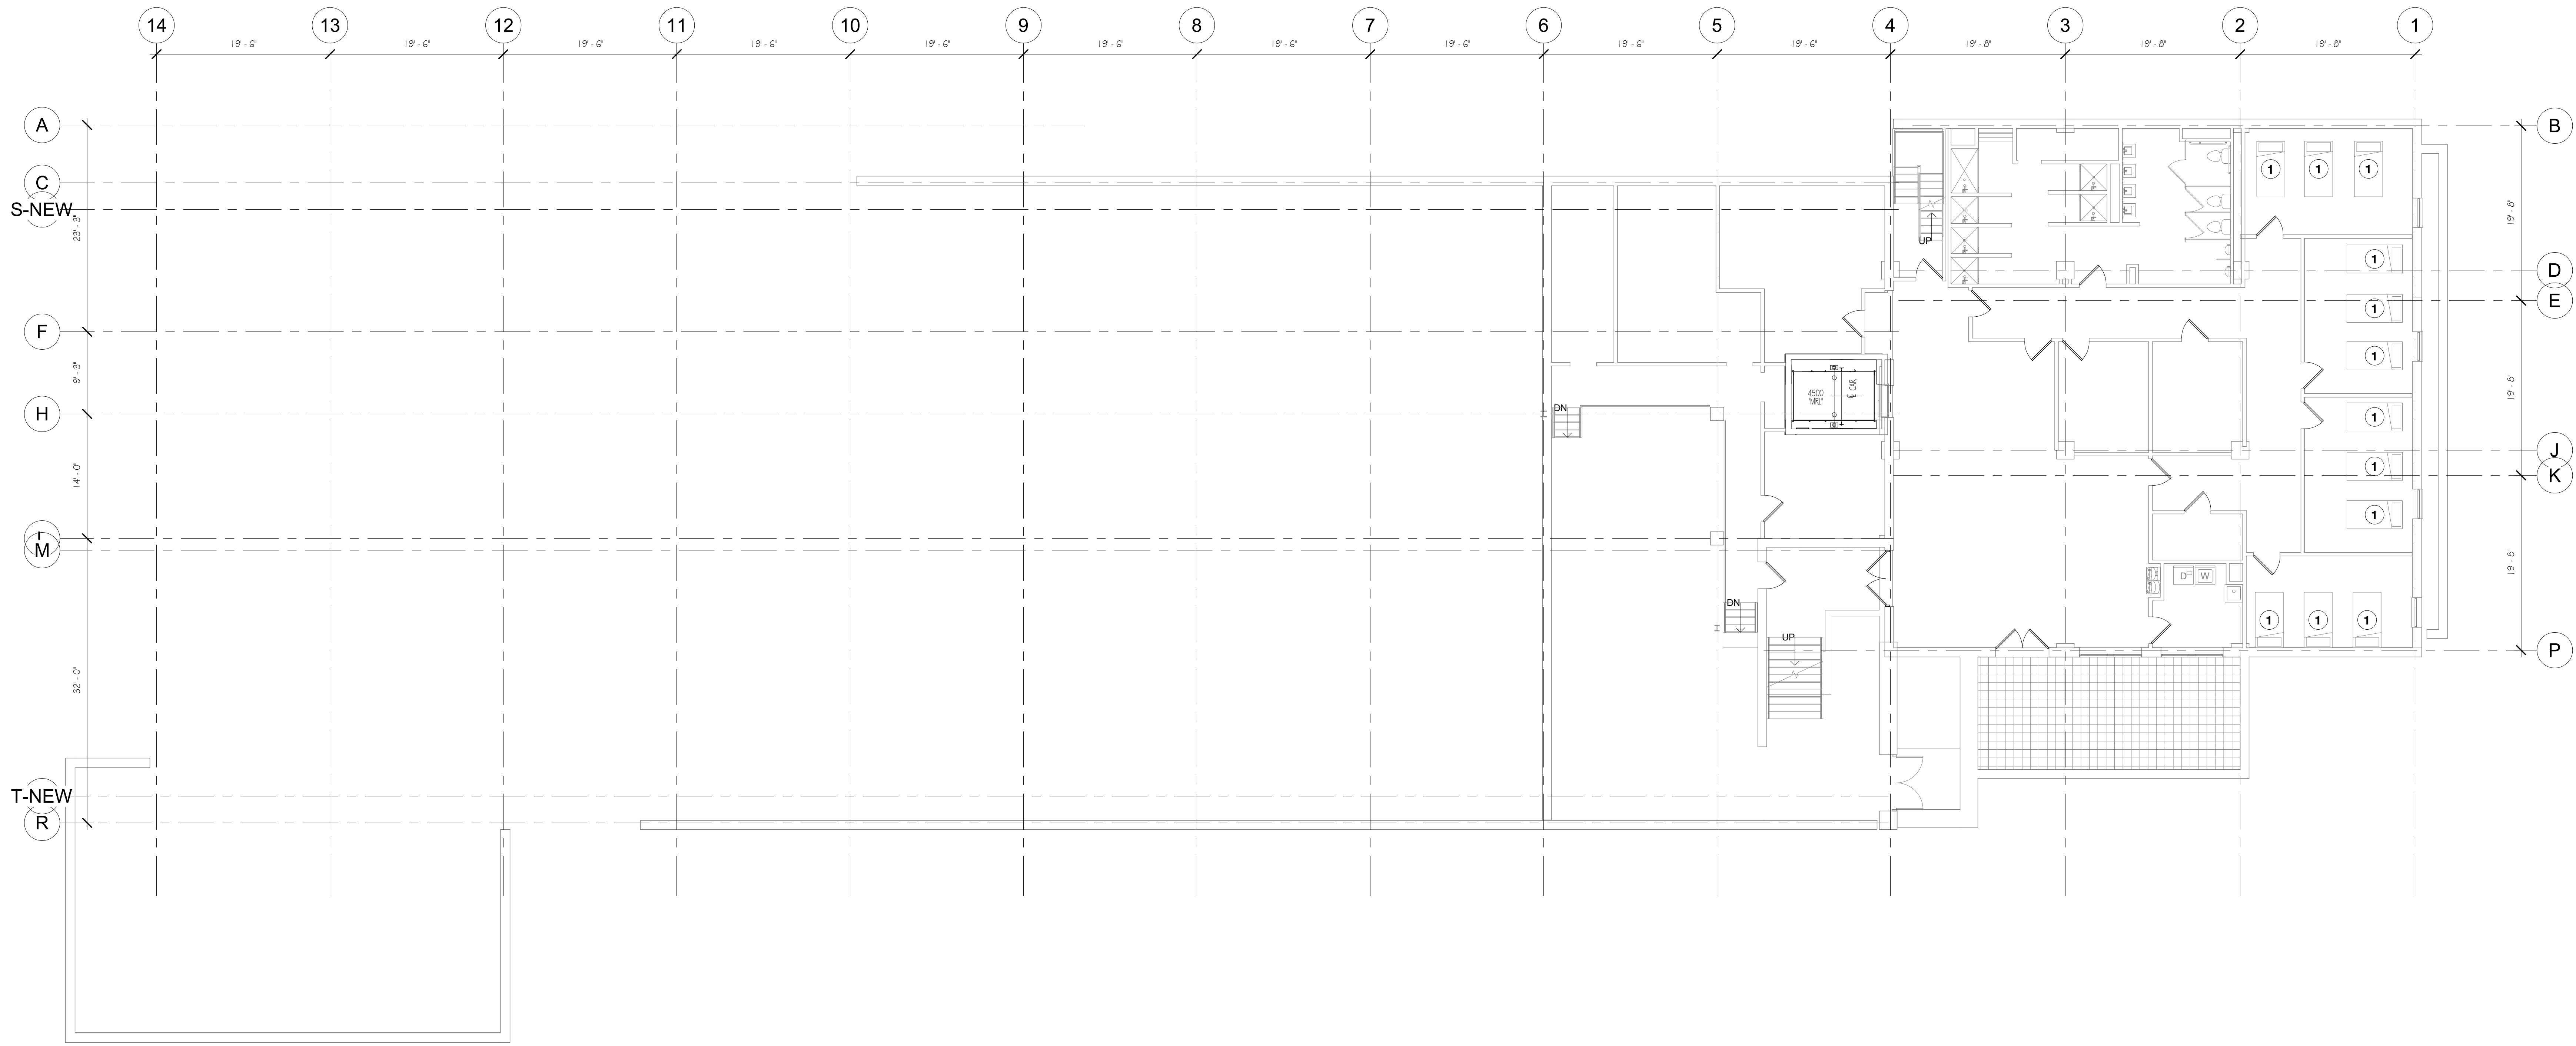 14 13 12 11 10 9 8 7 6 5 4 3 2 1
19' - 6" 19' - 6" 19' - 6" 19' - 6" 19' - 6" 19' - 6" 19' - 6" 19' - 6" 19' - 6" 19' - 6" 19' - 8" 19' - 8" 19' - 8"
A
B
1 1 1
C
S-NEW
23' - 3"
19' - 8"
UP
1
D
E
1
F
1
9' - 3"
19' - 8"
4500
"MRL"
℄ CAR
DN
H
1
J
1
K
14' - 0"
1
M
19' - 8"
D W
DN
1 1 1
UP
P
32' - 0"
T-NEW
R